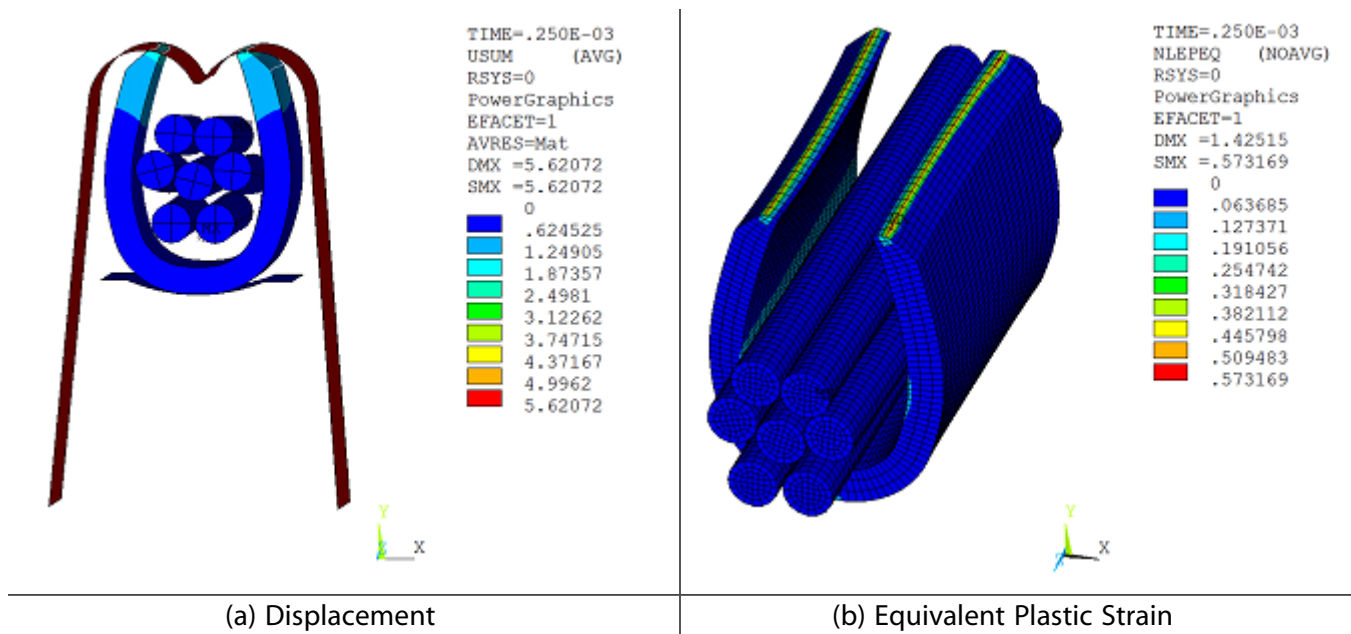 TIME=.250E-03
USUM (AVG)
RSYS=0
PowerGraphics
EFACET=1
AVRES=Mat
DMX =5.62072
SMX =5.62072
0
.624525
1.24905
1.87357
2.4981
3.12262
3.74715
4.37167
4.9962
5.62072
Y
X
(a) Displacement
TIME=.250E-03
NLEPEQ (NOAVG)
RSYS=0
PowerGraphics
EFACET=1
DMX =1.42515
SMX =.573169
0
.063685
.127371
.191056
.254742
.318427
.382112
.445798
.509483
.573169
Y
X
(b) Equivalent Plastic Strain